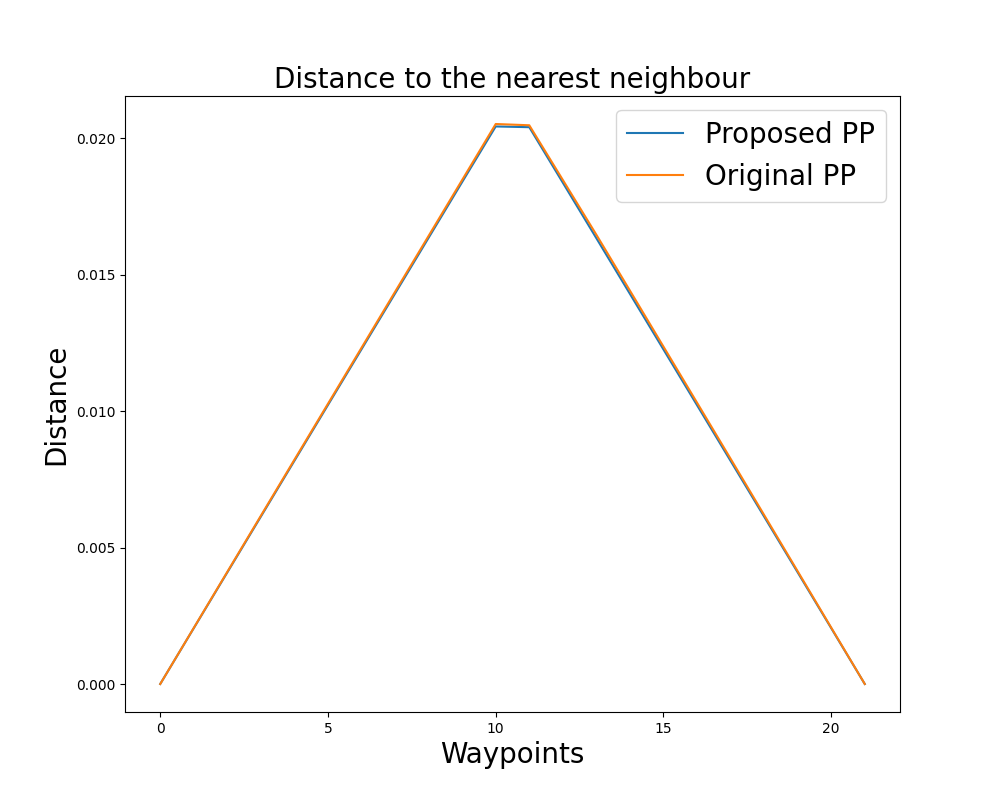 Distance to the nearest neighbour
Proposed PP
Original PP
0.020
0.015
0.010
0.005
0.000
Distance
0 5 10 15 20
Waypoints